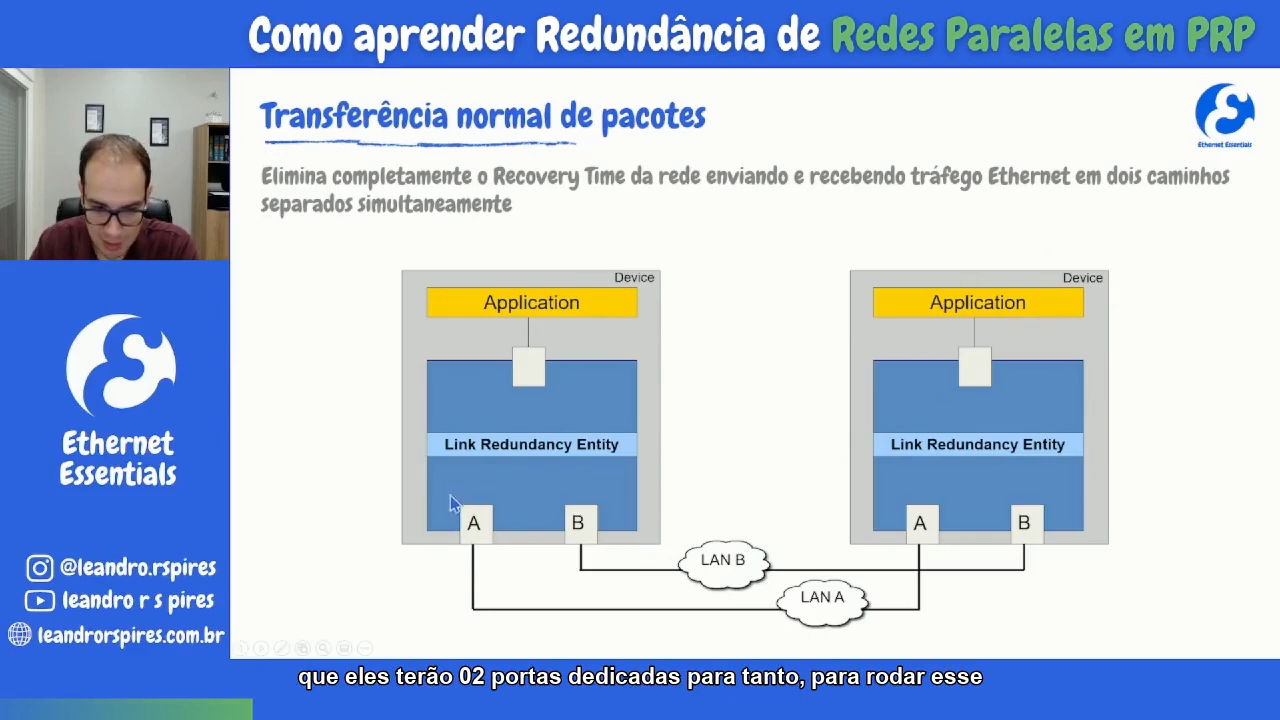 Como aprender Redundância de Redes Paralelas em PRP
Transferência normal de pacotes
Ethernet Essentials
Elimina completamente o Recovery Time da rede enviando e recebendo tráfego Ethernet em dois caminhos
separados simultaneamente
Device
Application
Link Redundancy Entity
A
B
Device
Application
Link Redundancy Entity
A
B
LAN B
LAN A
Ethernet
Essentials
@leandro.rspires
leandro r s pires
leandrorspires.com.br
que eles terão 02 portas dedicadas para tanto, para rodar esse